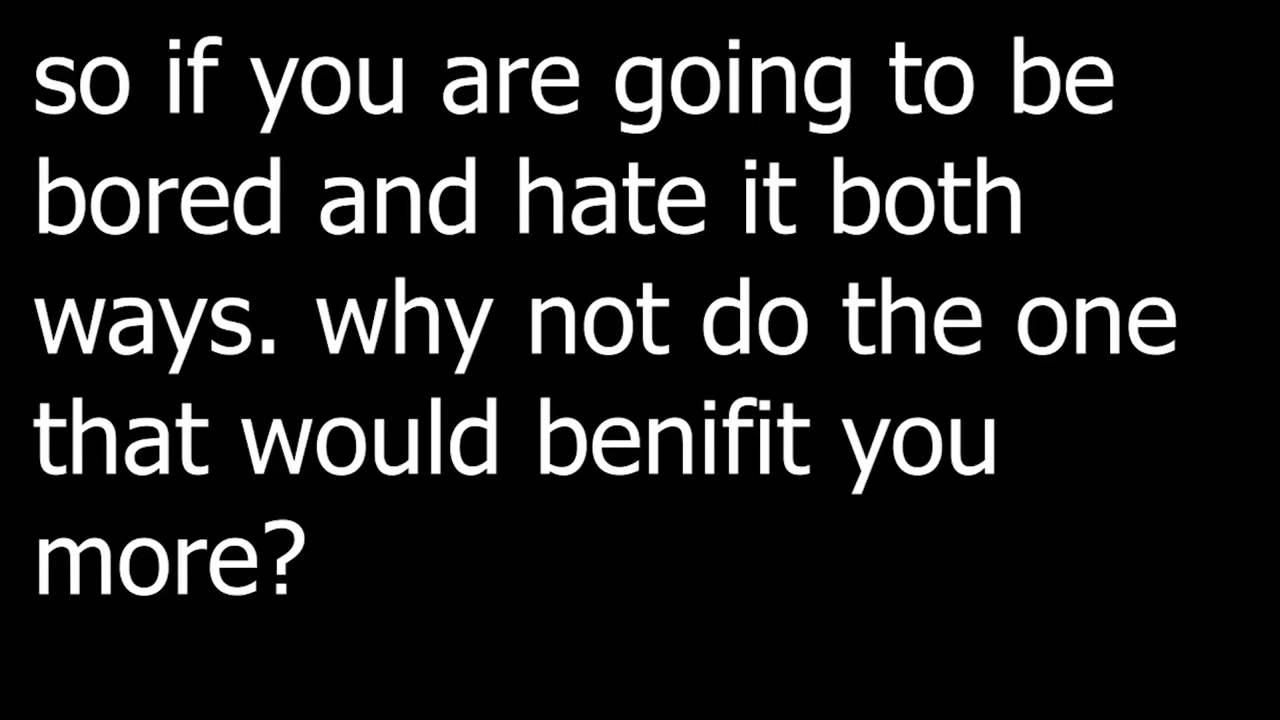 so if you are going to be
bored and hate it both
ways. why not do the one
that would benifit you
more?